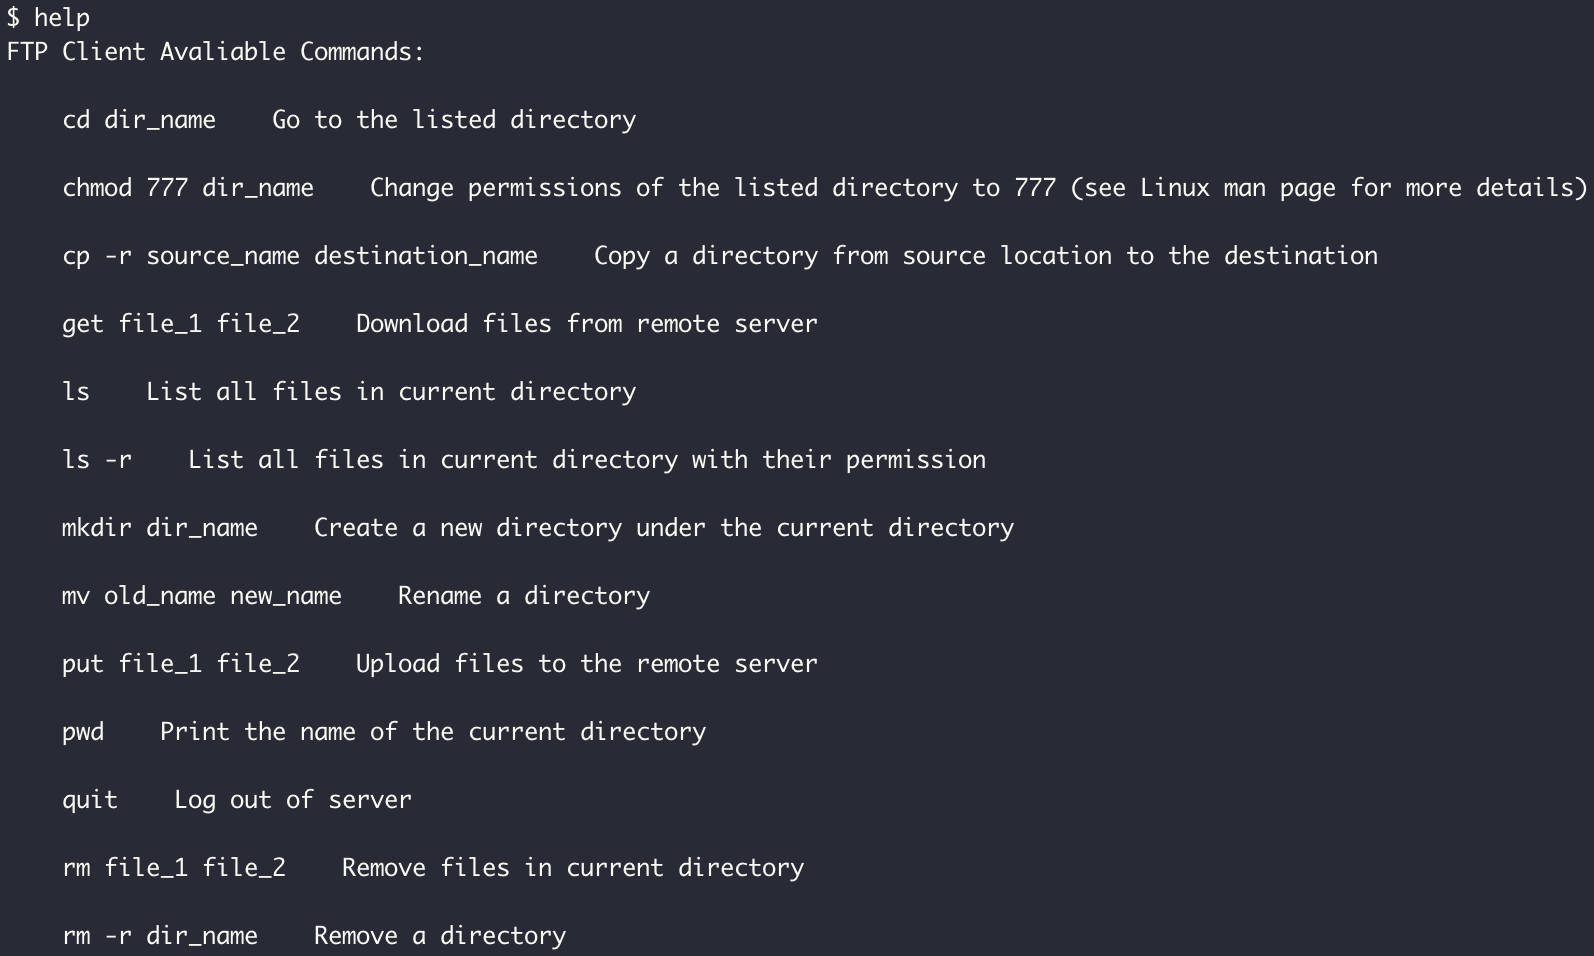 $ help
FTP Client Avaliable Commands:
cd dir_name    Go to the listed directory
chmod 777 dir_name    Change permissions of the listed directory to 777 (see Linux man page for more details)
cp -r source_name destination_name    Copy a directory from source location to the destination
get file_1 file_2    Download files from remote server
ls    List all files in current directory
ls -r    List all files in current directory with their permission
mkdir dir_name    Create a new directory under the current directory
mv old_name new_name    Rename a directory
put file_1 file_2    Upload files to the remote server
pwd    Print the name of the current directory
quit    Log out of server
rm file_1 file_2    Remove files in current directory
rm -r dir_name    Remove a directory